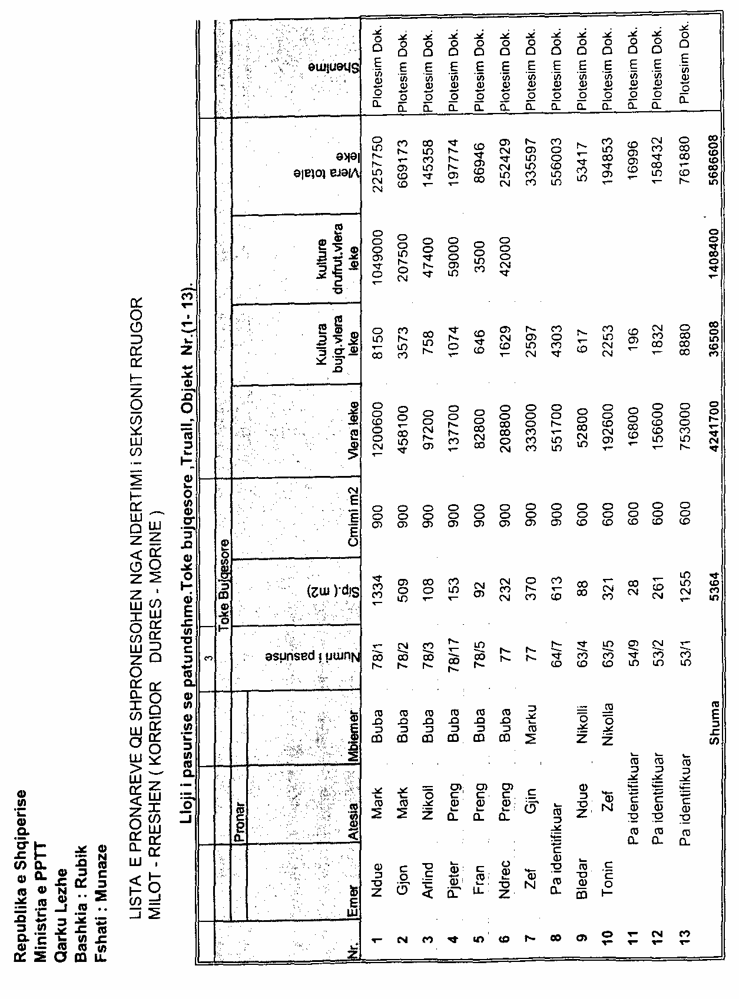 Republika e Shqiperise
Ministria e PPTT
Qarku Lezhe
Bashkia : Rubik
Fshati : Munaze
LISTA E PRONAREVE QE SHPRONESOHEN NGA NDERTIMI i SEKSIONIT RRUGOR
MILOT - RRESHEN ( KORRIDOR DURRES - MORINE )
Lloji i pasurise se patundshme.Toke bujqesore ,Truall, Objekt Nr.(1- 13).
3
Toke Bujqesore
Pronar
Nr. Emer Atesia Mbiemer Numri i pasurise Sip.( m2) Cmimi m2 Vlera leke Kultura bujq.vlera leke kulture drufrut.vlera leke Vlera totale leke Shenime
1 Ndue Mark Buba 78/1 1334 900 1200600 8150 1049000 2257750 Plotesim Dok.
2 Gjon Mark Buba 78/2 509 900 458100 3573 207500 669173 Plotesim Dok.
3 Arlind Nikoll Buba 78/3 108 900 97200 758 47400 145358 Plotesim Dok.
4 Pjeter Preng Buba 78/17 153 900 137700 1074 59000 197774 Plotesim Dok.
5 Fran Preng Buba 78/5 92 900 82800 646 3500 86946 Plotesim Dok.
6 Ndrec Preng Buba 77 232 900 208800 1629 42000 252429 Plotesim Dok.
7 Zef Gjin Marku 77 370 900 333000 2597 335597 Plotesim Dok.
8 Pa identifikuar 64/7 613 900 551700 4303 556003 Plotesim Dok.
9 Bledar Ndue Nikolli 63/4 88 600 52800 617 53417 Plotesim Dok.
10 Tonin Zef Nikolla 63/5 321 600 192600 2253 194853 Plotesim Dok.
11 Pa identifikuar 54/9 28 600 16800 196 16996 Plotesim Dok.
12 Pa identifikuar 53/2 261 600 156600 1832 158432 Plotesim Dok.
13 Pa identifikuar 53/1 1255 600 753000 8880 761880 Plotesim Dok.
Shuma 5364 4241700 36508 1408400 5686608